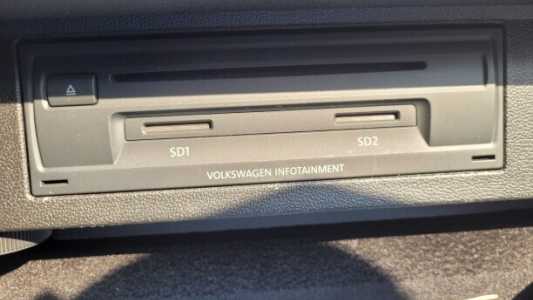 SD1 SD2
VOLKSWAGEN INFOTAINMENT